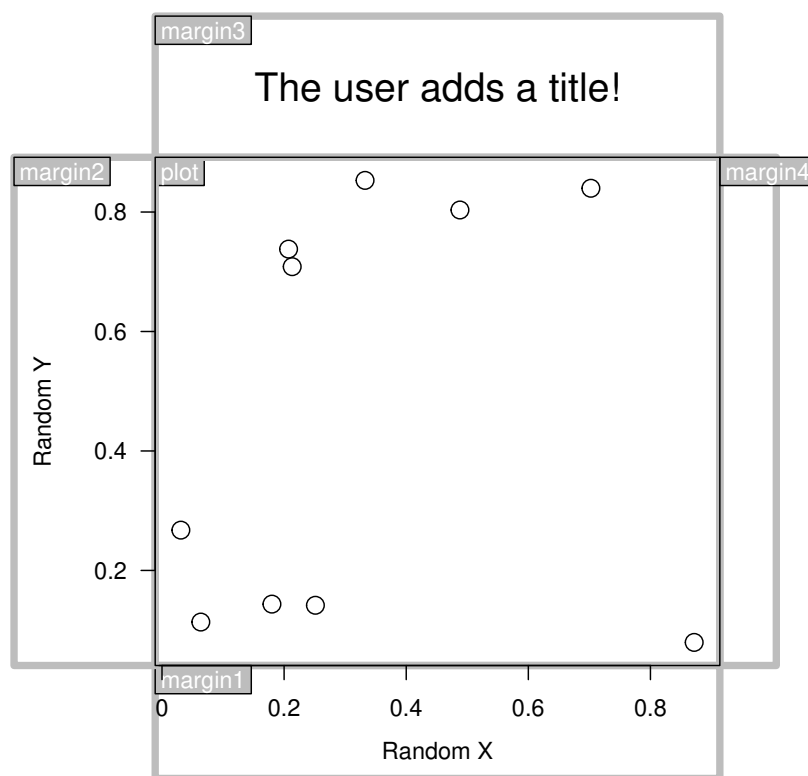 margin3
The user adds a title!
margin2
plot
margin4
0.8
0.6
Random Y
0.4
0.2
margin1
0
0.2
0.4
0.6
0.8
Random X